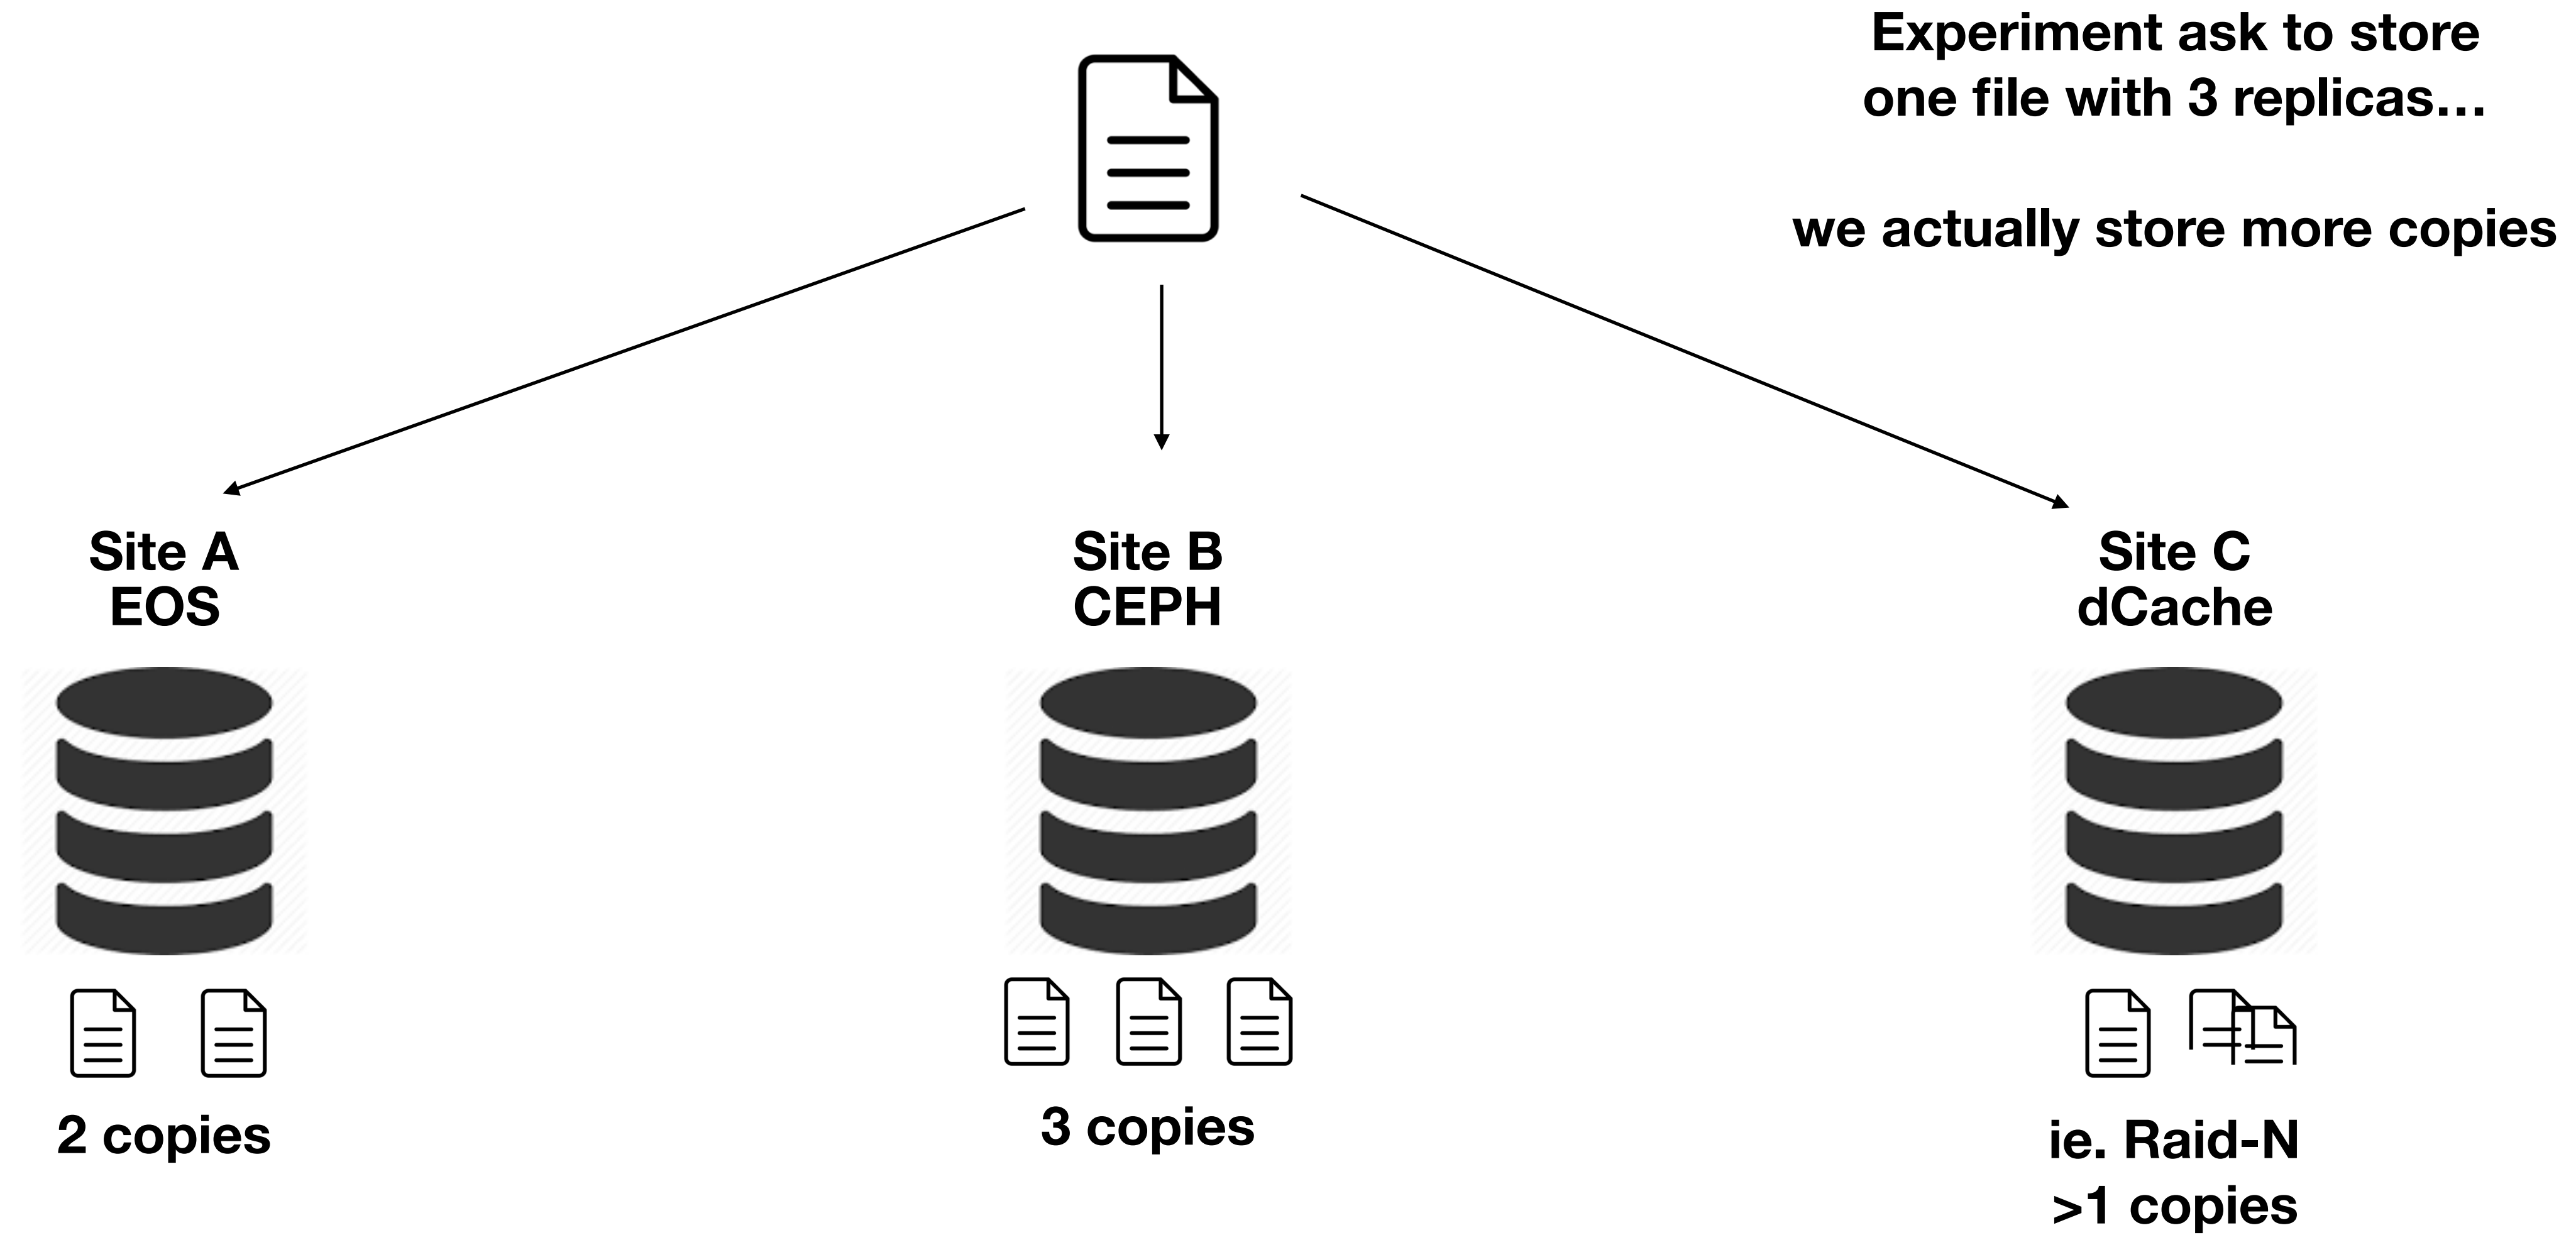 Experiment ask to store
one file with 3 replicas...
we actually store more copies
Site A
EOS
Site B
CEPH
Site C
dCache
2 copies
3 copies
ie. Raid-N
>1 copies